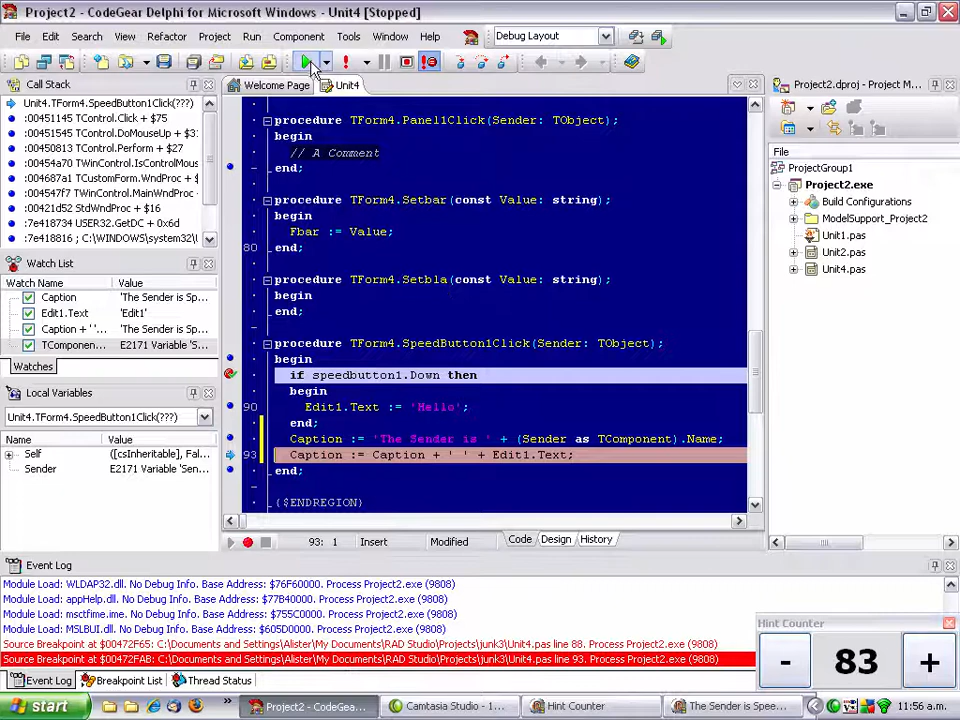 Project2 - CodeGear Delphi for Microsoft Windows - Unit4 [Stopped]
File Edit Search View Refactor Project Run Component Tools Window Help
Debug Layout
Call Stack
Unit4.TForm4.SpeedButton1Click(???)
:00451145 TControl.Click + $75
:00451545 TControl.DoMouseUp + $31
:00450813 TControl.Perform + $27
:00454a70 TWinControl.IsControlMouse
:004687a1 TCustomForm.WndProc + $
:004547f7 TWinControl.MainWndProc + $
:00421d52 StdWndProc + $16
:7e418734 USER32.GetDC + 0x6d
:7e418816 ; C:\WINDOWS\system32\
Watch List
Watch Name Value
Caption 'The Sender is Spe...
Edit1.Text 'Edit1'
Caption + ' '... 'The Sender is Spe...
TComponen... E2171 Variable 'S...
Watches
Local Variables
Unit4.TForm4.SpeedButton1Click(???)
Name Value
Self ([csInheritable], [Cs...
Sender E2171 Variable 'Sen...
Welcome Page Unit4
procedure TForm4.Panel1Click(Sender: TObject);
begin
// A Comment
end;
procedure TForm4.Setbar(const Value: string);
begin
Fbar := Value;
80 end;
procedure TForm4.Setbla(const Value: string);
begin
end;
procedure TForm4.SpeedButton1Click(Sender: TObject);
begin
if speedbutton1.Down then
begin
90 Edit1.Text := 'Hello';
end;
Caption := 'The Sender is ' + (Sender as TComponent).Name;
93 Caption := Caption + ' ' + Edit1.Text;
end;
{$ENDREGION}
93: 1 Insert Modified Code Design History
Project2.dproj - Project M...
File
ProjectGroup1
Project2.exe
Build Configurations
ModelSupport_Project2
Unit1.pas
Unit2.pas
Unit4.pas
Event Log
Module Load: WLDAP32.dll. No Debug Info. Base Address: $76F60000. Process Project2.exe (9808)
Module Load: appHelp.dll. No Debug Info. Base Address: $77B40000. Process Project2.exe (9808)
Module Load: msctfime.ime. No Debug Info. Base Address: $755C0000. Process Project2.exe (9808)
Module Load: MSLBUI.dll. No Debug Info. Base Address: $605D0000. Process Project2.exe (9808)
Source Breakpoint at $00472F65: C:\Documents and Settings\Alister\My Documents\RAD Studio\Projects\junk3\Unit4.pas line 88. Process Project2.exe (9808)
Source Breakpoint at $00472FAB: C:\Documents and Settings\Alister\My Documents\RAD Studio\Projects\junk3\Unit4.pas line 93. Process Project2.exe (9808)
Event Log Breakpoint List Thread Status
Hint Counter
- 83 +
start Project2 - CodeGea... Camtasia Studio - 1... Hint Counter The Sender is Spee... 11:56 a.m.